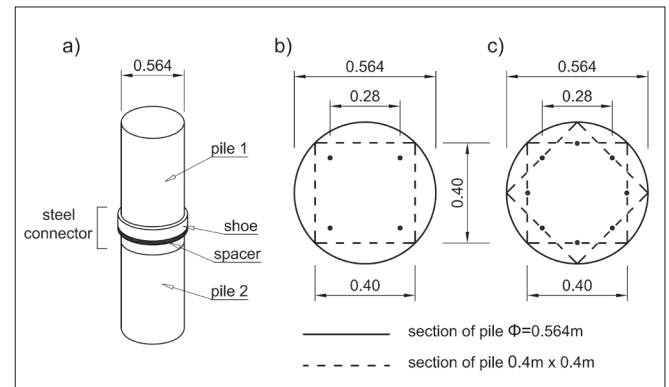 a)
0.564
pile 1
steel
connector
shoe
spacer
pile 2
b)
0.564
0.28
0.40
0.40
c)
0.564
0.28
0.40
section of pile Φ=0.564m
section of pile 0.4m x 0.4m